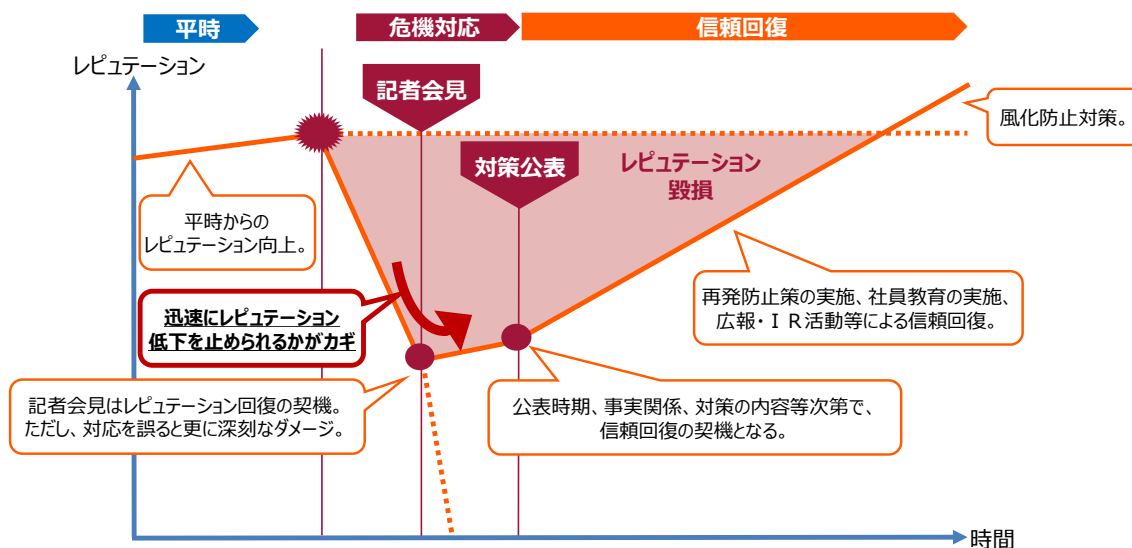 平時
危機対応
信頼回復
レピュテーション
記者会見
風化防止対策。
対策公表
レピュテーション
毀損
平時からの
レピュテーション向上。
再発防止策の実施、社員教育の実施、
広報・ＩＲ活動等による信頼回復。
迅速にレピュテーション
低下を止められるかがカギ
記者会見はレピュテーション回復の契機。
ただし、対応を誤ると更に深刻なダメージ。
公表時期、事実関係、対策の内容等次第で、
信頼回復の契機となる。
時間